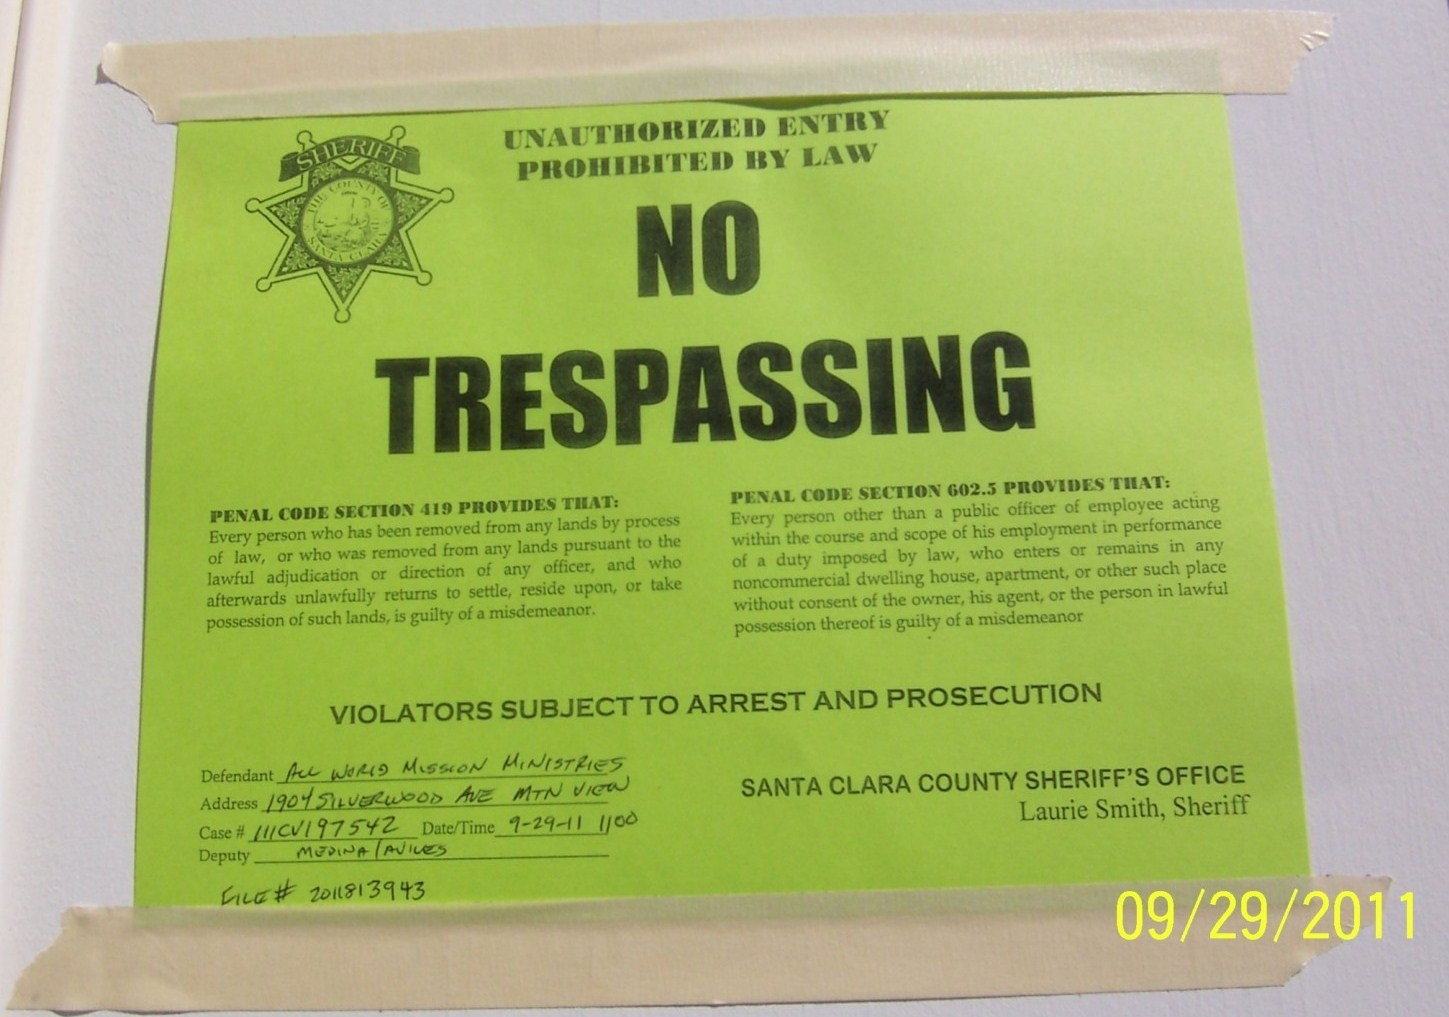 SHERIFF
THE COUNTY OF
SANTA CLARA
UNAUTHORIZED ENTRY
PROHIBITED BY LAW
NO
TRESPASSING
PENAL CODE SECTION 419 PROVIDES THAT:
Every person who has been removed from any lands by process
of law, or who was removed from any lands pursuant to the
lawful adjudication or direction of any officer, and who
afterwards unlawfully returns to settle, reside upon, or take
possession of such lands, is guilty of a misdemeanor.
PENAL CODE SECTION 602.5 PROVIDES THAT:
Every person other than a public officer of employee acting
within the course and scope of his employment in performance
of a duty imposed by law, who enters or remains in any
noncommercial dwelling house, apartment, or other such place
without consent of the owner, his agent, or the person in lawful
possession thereof is guilty of a misdemeanor
VIOLATORS SUBJECT TO ARREST AND PROSECUTION
Defendant ALL WORLD MISSION MINISTRIES
Address 1904 SILVERWOOD AVE MTN VIEW
Case # 111CV197542 Date/Time 9-29-11 1100
Deputy MEDINA/AVILES
FILE # 2011813943
SANTA CLARA COUNTY SHERIFF'S OFFICE
Laurie Smith, Sheriff
09/29/2011